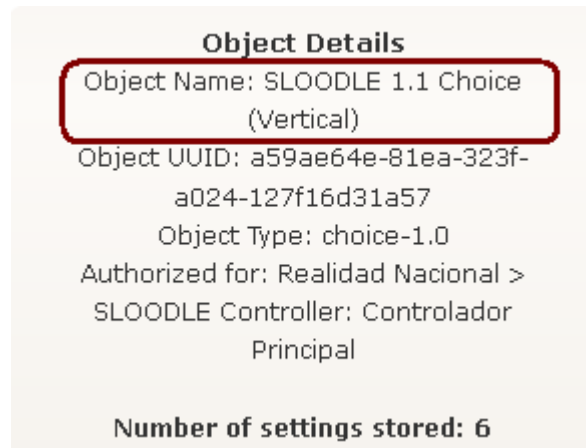 Object Details
Object Name: SLOODLE 1.1 Choice
(Vertical)
Object UUID: a59ae64e-81ea-323f-
a024-127f16d31a57
Object Type: choice-1.0
Authorized for: Realidad Nacional >
SLOODLE Controller: Controlador
Principal
Number of settings stored: 6